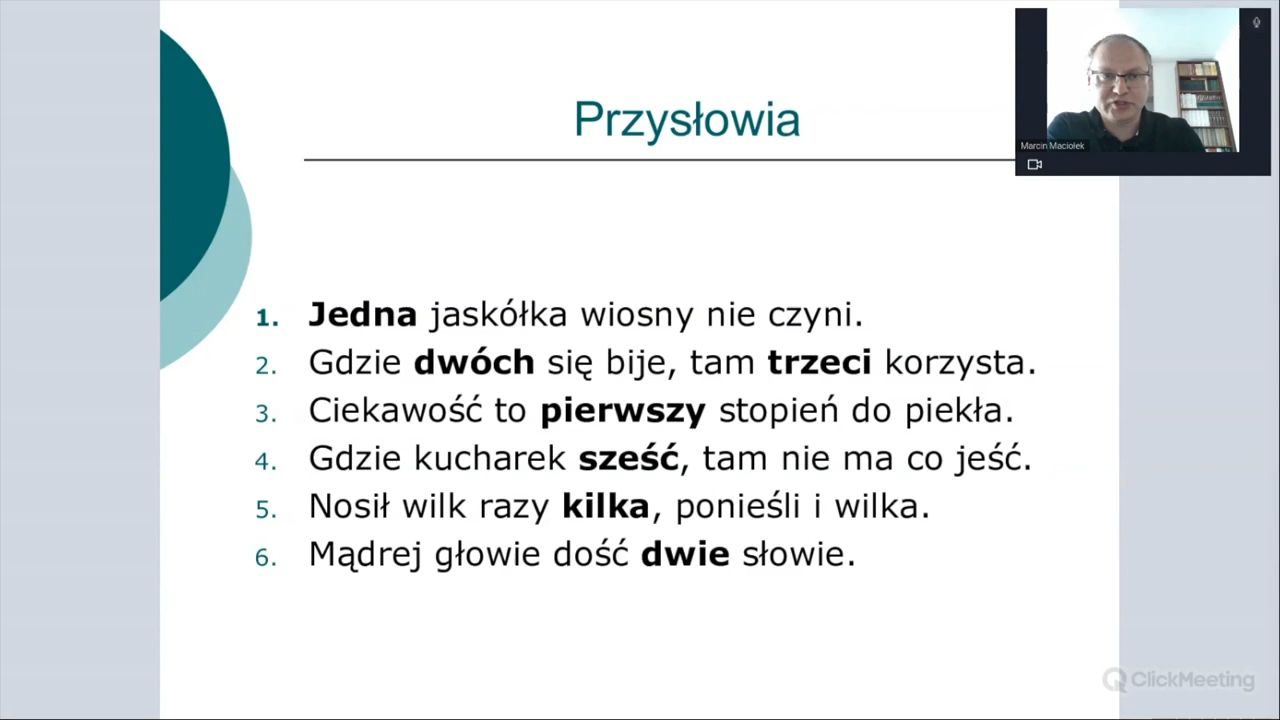 Przysłowia
Marcin Maciołek
1. Jedna jaskółka wiosny nie czyni.
2. Gdzie dwóch się bije, tam trzeci korzysta.
3. Ciekawość to pierwszy stopień do piekła.
4. Gdzie kucharek sześć, tam nie ma co jeść.
5. Nosił wilk razy kilka, ponieśli i wilka.
6. Mądrej głowie dość dwie słowie.
ClickMeeting